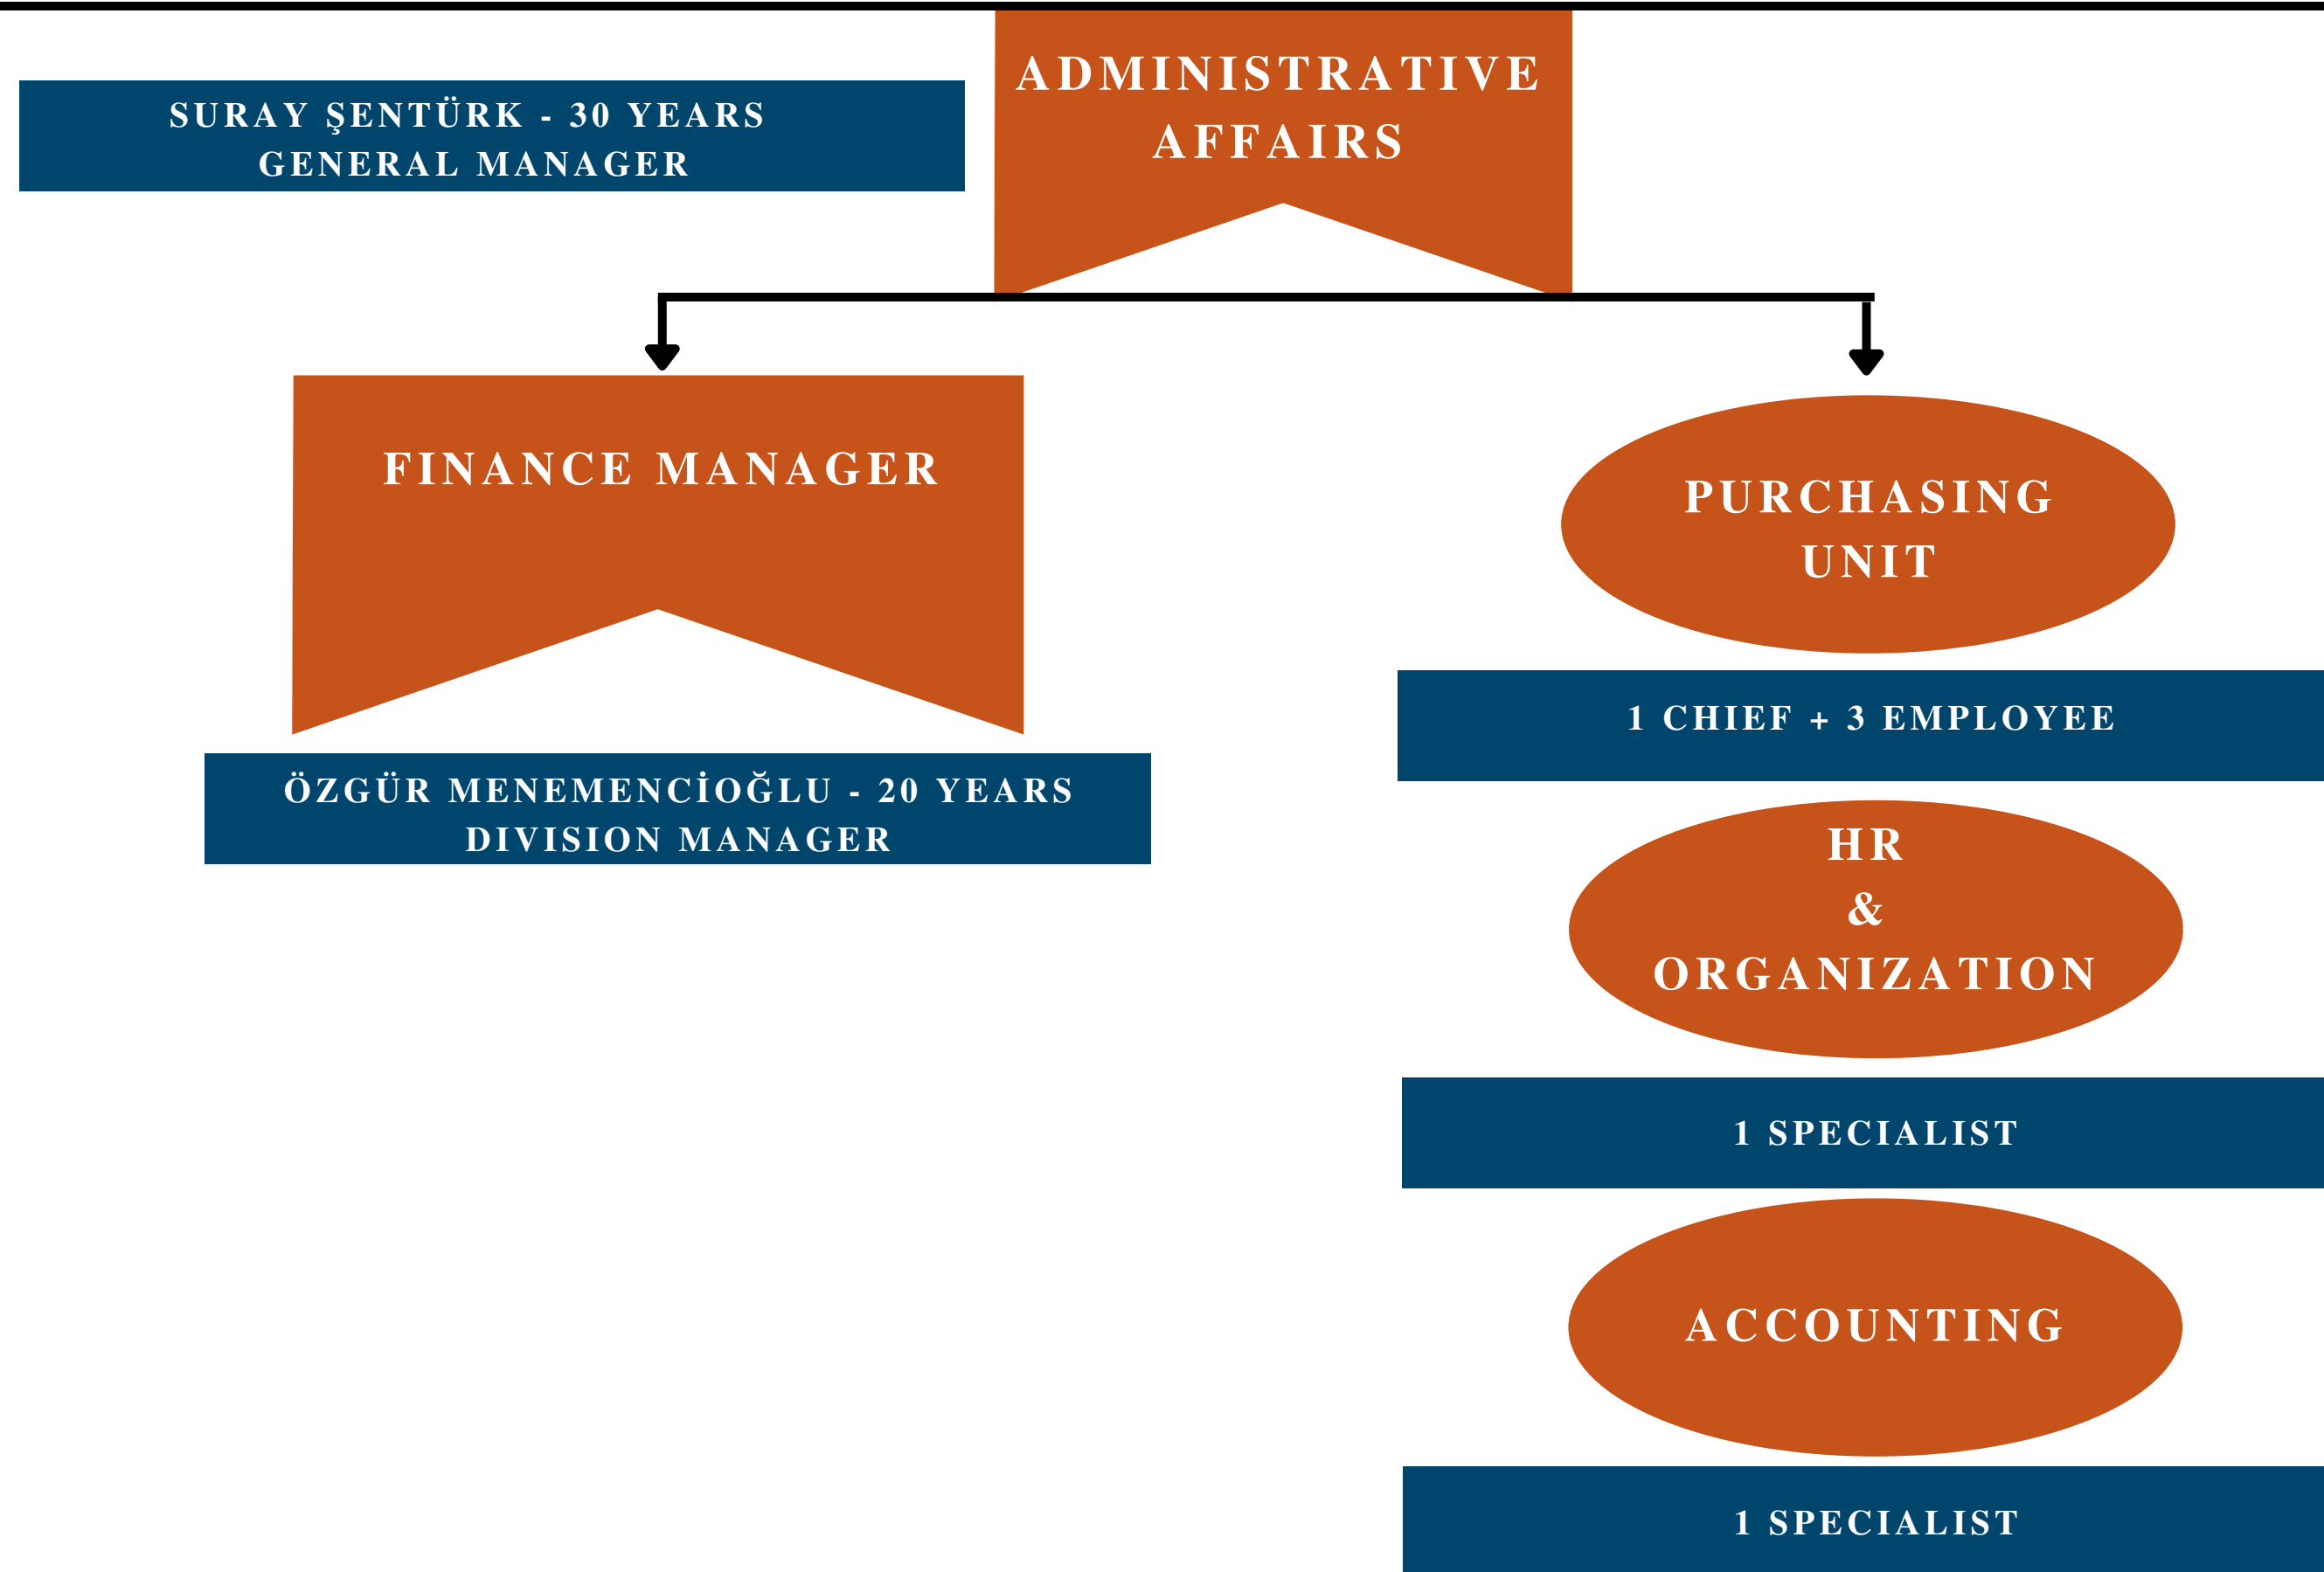 ADMINISTRATIVE
AFFAIRS
SURAY ŞENTÜRK - 30 YEARS
GENERAL MANAGER
FINANCE MANAGER
ÖZGÜR MENEMENCİOĞLU - 20 YEARS
DIVISION MANAGER
PURCHASING
UNIT
1 CHIEF + 3 EMPLOYEE
HR
&
ORGANIZATION
1 SPECIALIST
ACCOUNTING
1 SPECIALIST